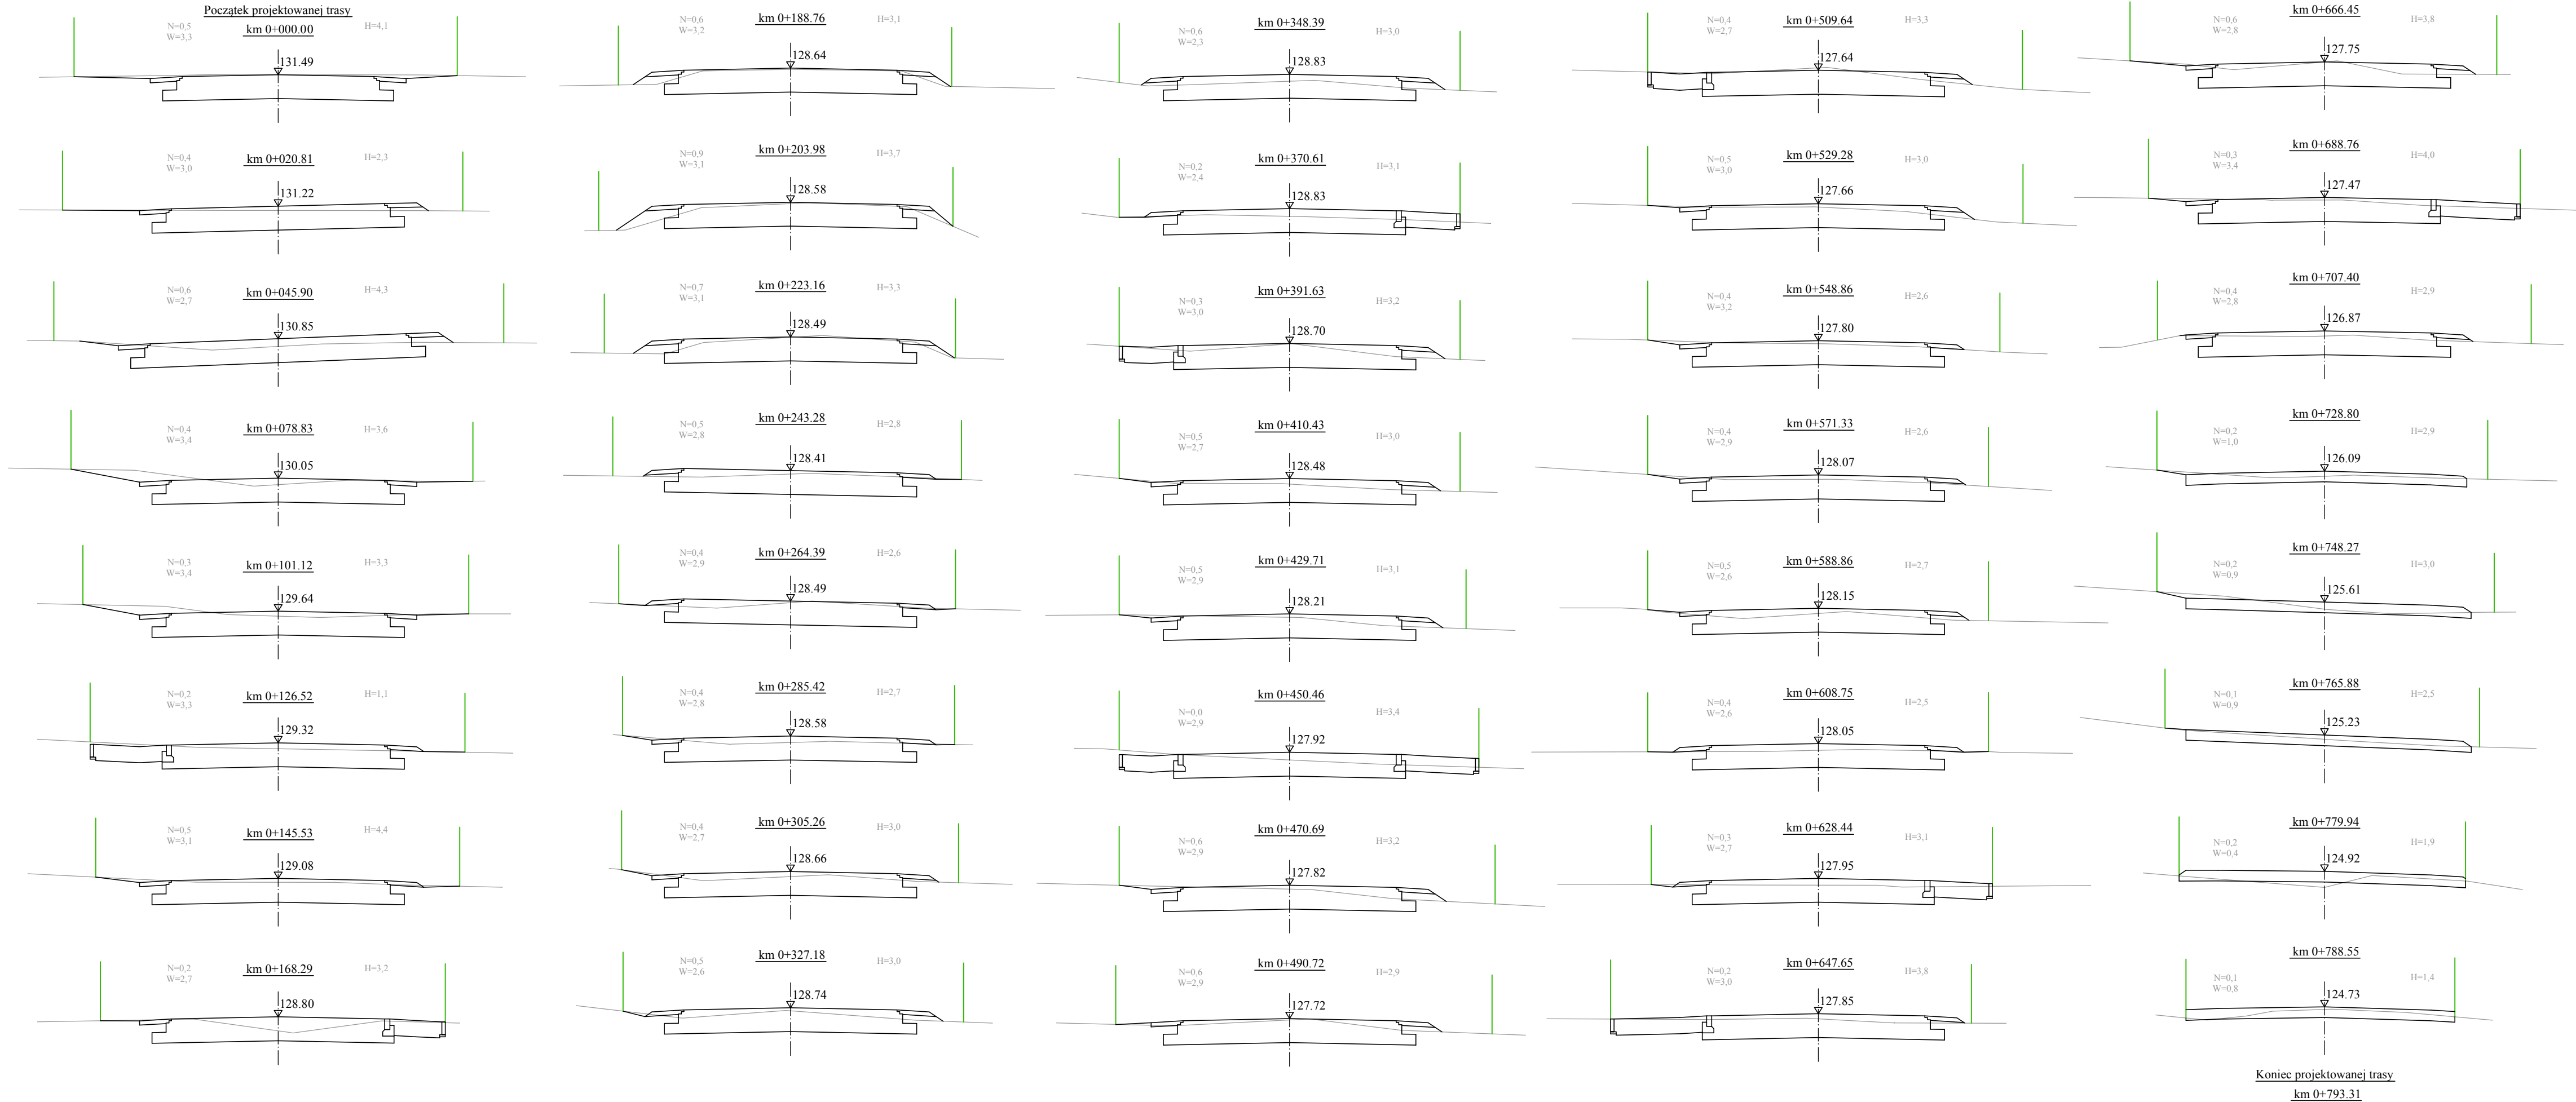 Początek projektowanej trasy
km 0+000.00
N=0,5
W=3,3
H=4,1
131.49
km 0+020.81
N=0,4
W=3,0
H=2,3
131.22
km 0+045.90
N=0,6
W=2,7
H=4,3
130.85
km 0+078.83
N=0,4
W=3,4
H=3,6
130.05
km 0+101.12
N=0,3
W=3,4
H=3,3
129.64
km 0+126.52
N=0,2
W=3,3
H=1,1
129.32
km 0+145.53
N=0,5
W=3,1
H=4,4
129.08
km 0+168.29
N=0,2
W=2,7
H=3,2
128.80
km 0+188.76
N=0,6
W=3,2
H=3,1
128.64
km 0+203.98
N=0,9
W=3,1
H=3,7
128.58
km 0+223.16
N=0,7
W=3,1
H=3,3
128.49
km 0+243.28
N=0,5
W=2,8
H=2,8
128.41
km 0+264.39
N=0,4
W=2,9
H=2,6
128.49
km 0+285.42
N=0,4
W=2,8
H=2,7
128.58
km 0+305.26
N=0,4
W=2,7
H=3,0
128.66
km 0+327.18
N=0,5
W=2,6
H=3,0
128.74
km 0+348.39
N=0,6
W=2,3
H=3,0
128.83
km 0+370.61
N=0,2
W=2,4
H=3,1
128.83
km 0+391.63
N=0,3
W=3,0
H=3,2
128.70
km 0+410.43
N=0,5
W=2,7
H=3,0
128.48
km 0+429.71
N=0,5
W=2,9
H=3,1
128.21
km 0+450.46
N=0,0
W=2,9
H=3,4
127.92
km 0+470.69
N=0,6
W=2,9
H=3,2
127.82
km 0+490.72
N=0,6
W=2,9
H=2,9
127.72
km 0+509.64
N=0,4
W=2,7
H=3,3
127.64
km 0+529.28
N=0,5
W=3,0
H=3,0
127.66
km 0+548.86
N=0,4
W=3,2
H=2,6
127.80
km 0+571.33
N=0,4
W=2,9
H=2,6
128.07
km 0+588.86
N=0,5
W=2,6
H=2,7
128.15
km 0+608.75
N=0,4
W=2,6
H=2,5
128.05
km 0+628.44
N=0,3
W=2,7
H=3,1
127.95
km 0+647.65
N=0,2
W=3,0
H=3,8
127.85
km 0+666.45
N=0,6
W=2,8
H=3,8
127.75
km 0+688.76
N=0,3
W=3,4
H=4,0
127.47
km 0+707.40
N=0,4
W=2,8
H=2,9
126.87
km 0+728.80
N=0,2
W=1,0
H=2,9
126.09
km 0+748.27
N=0,2
W=0,9
H=3,0
125.61
km 0+765.88
N=0,1
W=0,9
H=2,5
125.23
km 0+779.94
N=0,2
W=0,4
H=1,9
124.92
km 0+788.55
N=0,1
W=0,8
H=1,4
124.73
Koniec projektowanej trasy
km 0+793.31